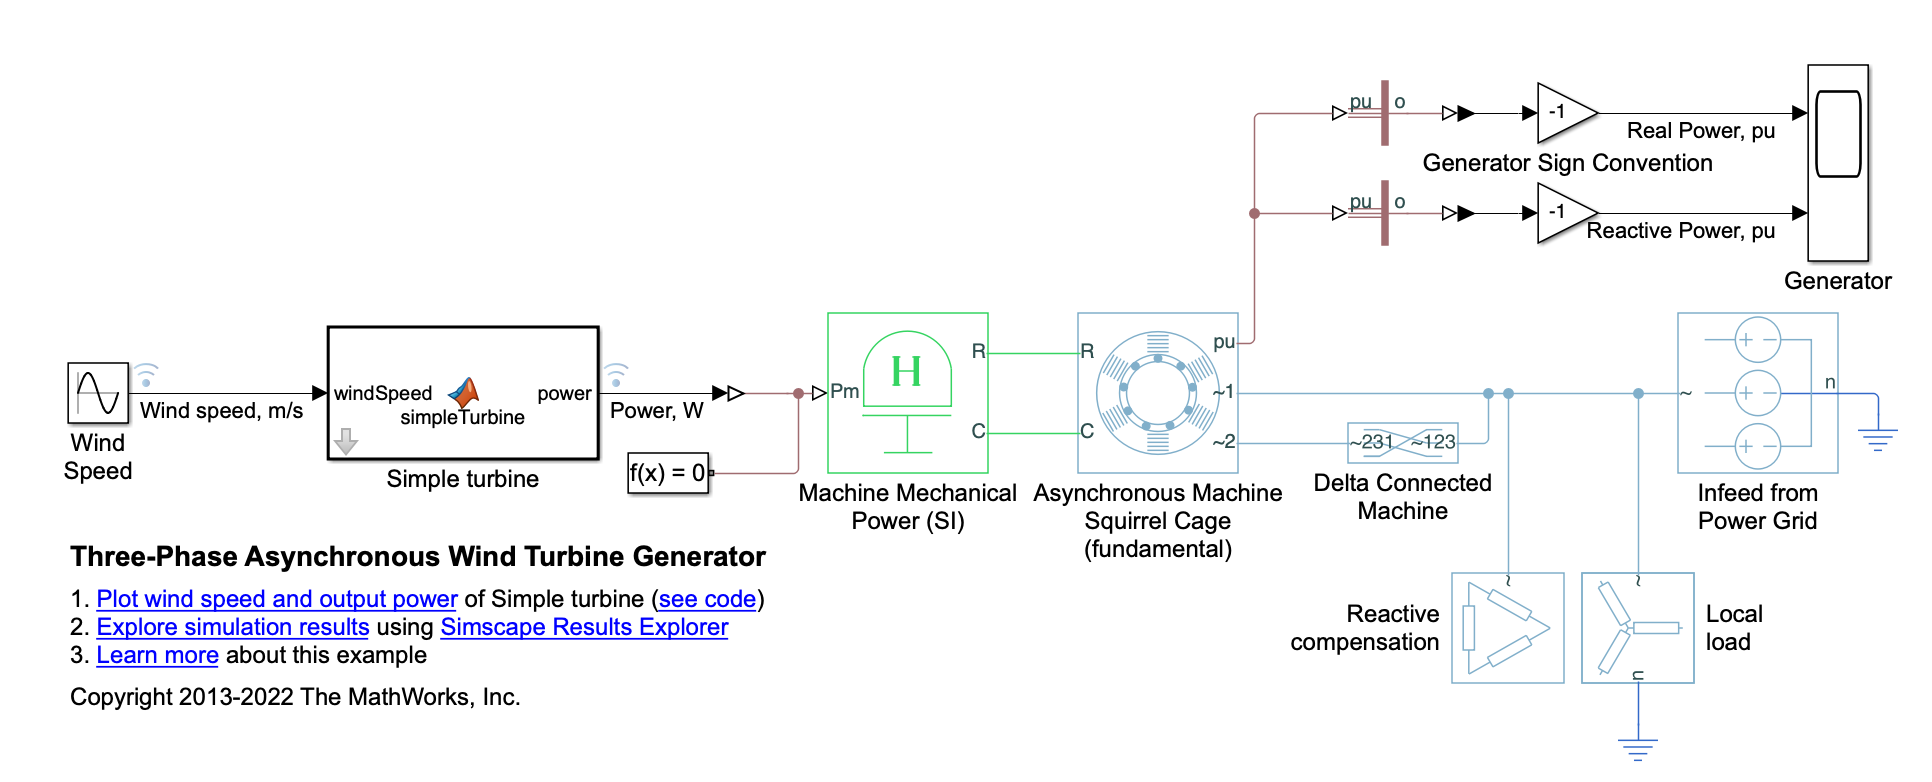 pu
o
-1
Real Power, pu
Generator Sign Convention
pu
o
-1
Reactive Power, pu
Generator
Wind speed, m/s
Wind
Speed
windSpeed
simpleTurbine
power
Simple turbine
Power, W
f(x) = 0
Pm
H
R
C
Machine Mechanical
Power (SI)
R
C
pu
~1
~2
Asynchronous Machine
Squirrel Cage
(fundamental)
~231 ~123
Delta Connected
Machine
~
n
Infeed from
Power Grid
~
Reactive
compensation
~
n
Local
load
Three-Phase Asynchronous Wind Turbine Generator
1. Plot wind speed and output power of Simple turbine (see code)
2. Explore simulation results using Simscape Results Explorer
3. Learn more about this example
Copyright 2013-2022 The MathWorks, Inc.